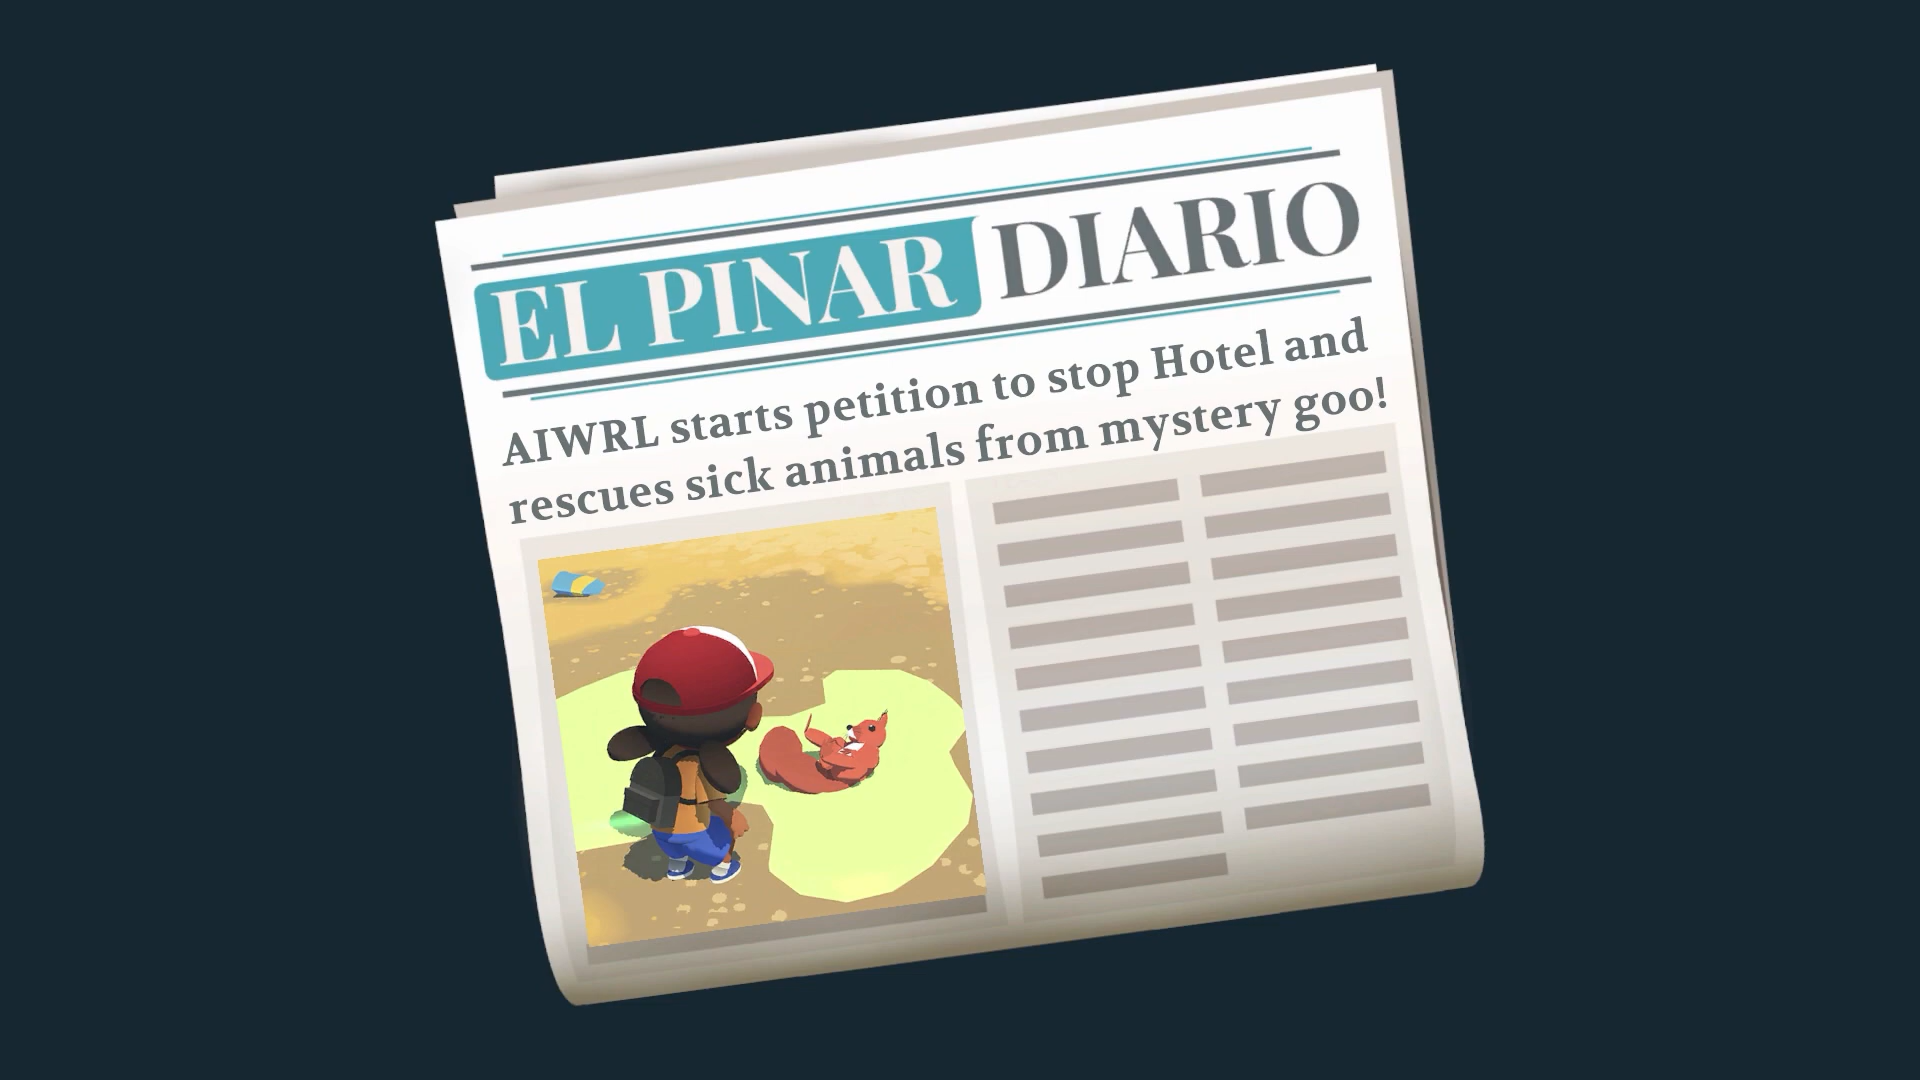 EL PINAR DIARIO
AIWRL starts petition to stop Hotel and
rescues sick animals from mystery goo!